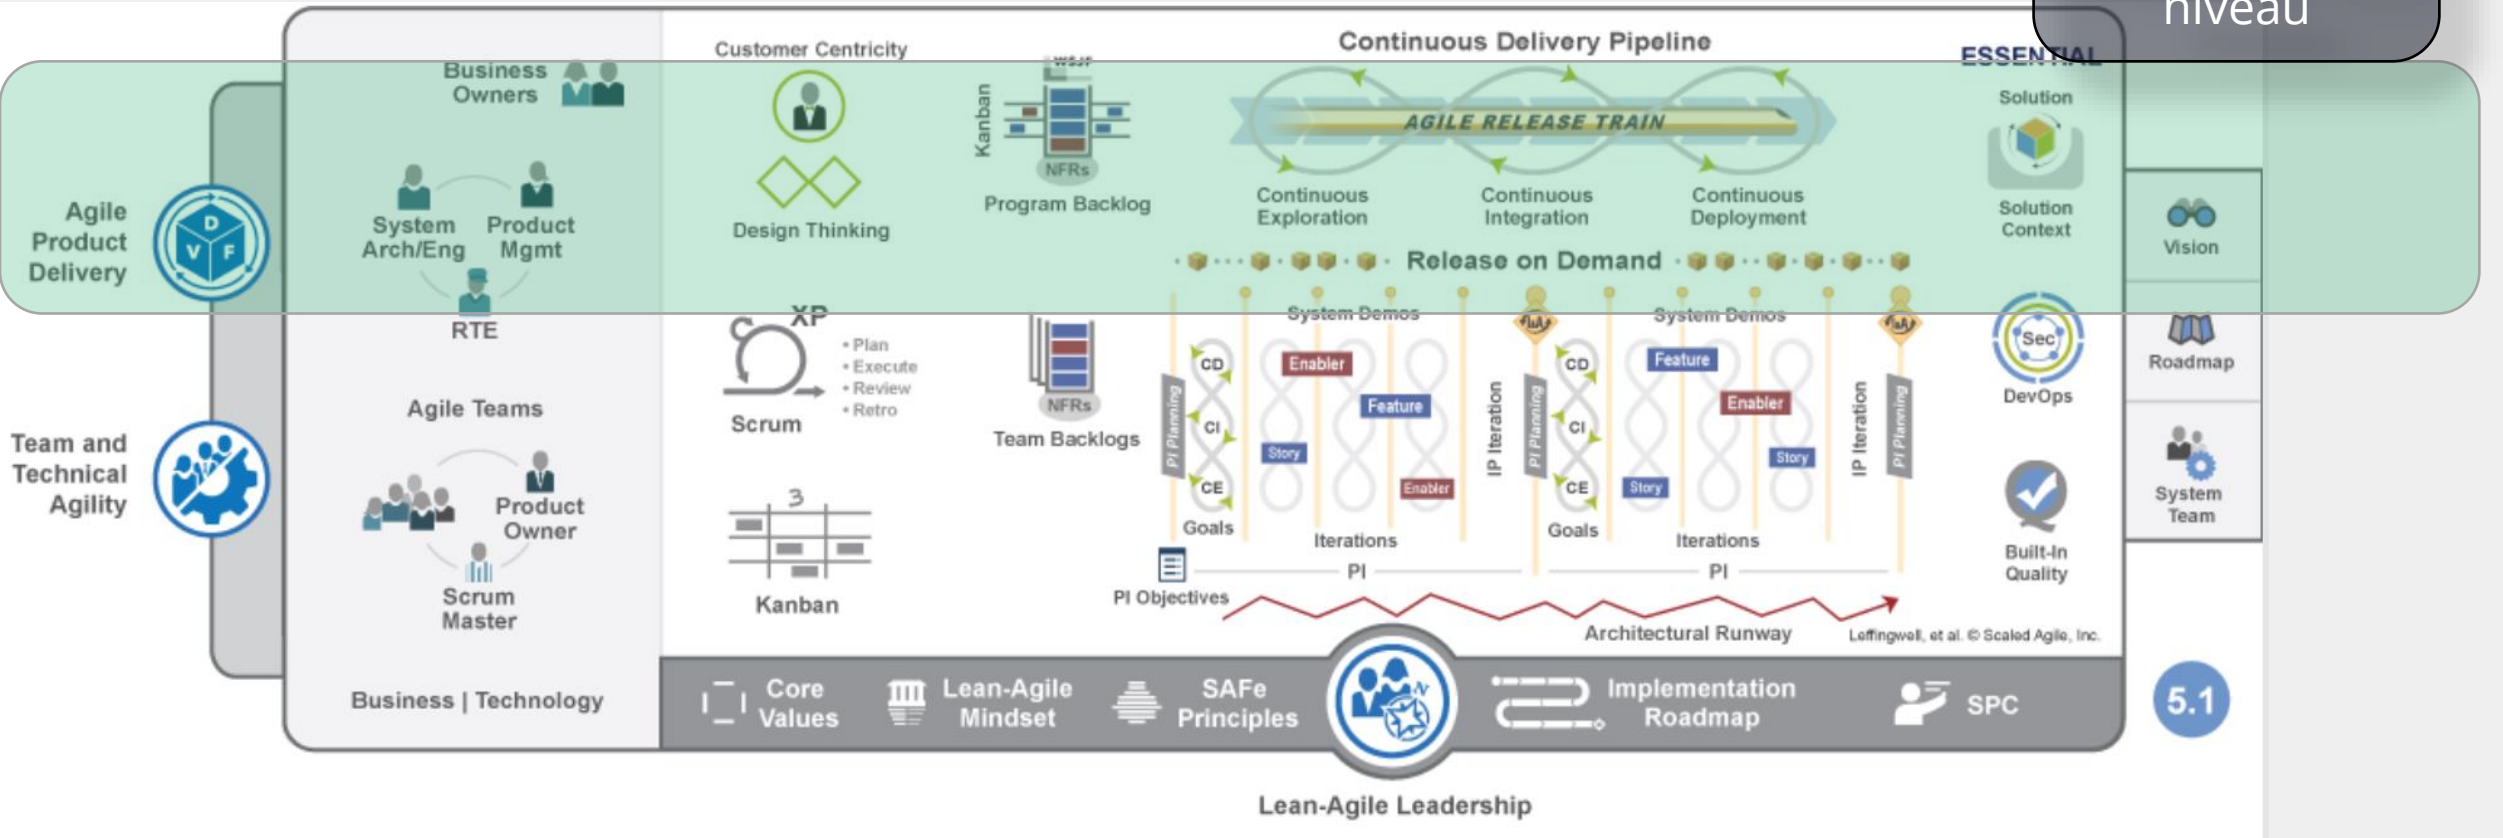 niveau
Customer Centricity
Continuous Delivery Pipeline
ESSENTIAL
Business
Owners
WSJF
Kanban
NFRs
Program Backlog
AGILE RELEASE TRAIN
Solution
Agile
Product
Delivery
D
V F
System
Arch/Eng
Product
Mgmt
RTE
Design Thinking
Continuous
Exploration
Continuous
Integration
Continuous
Deployment
Solution
Context
Vision
Release on Demand
System Demos
I&A
System Demos
I&A
XP
• Plan
• Execute
• Review
• Retro
Scrum
NFRs
Team Backlogs
PI Planning
CD
CI
CE
Goals
Enabler
Feature
Story
Enabler
Iterations
IP Iteration
PI Planning
CD
CI
CE
Goals
Feature
Enabler
Story
Story
Iterations
IP Iteration
PI Planning
Sec
DevOps
Roadmap
Agile Teams
Team and
Technical
Agility
Product
Owner
Scrum
Master
3
Kanban
System
Team
Built-In
Quality
PI
PI
PI Objectives
Architectural Runway
Leffingwell, et al. © Scaled Agile, Inc.
Business | Technology
Core
Values
Lean-Agile
Mindset
SAFe
Principles
N
Implementation
Roadmap
SPC
5.1
Lean-Agile Leadership